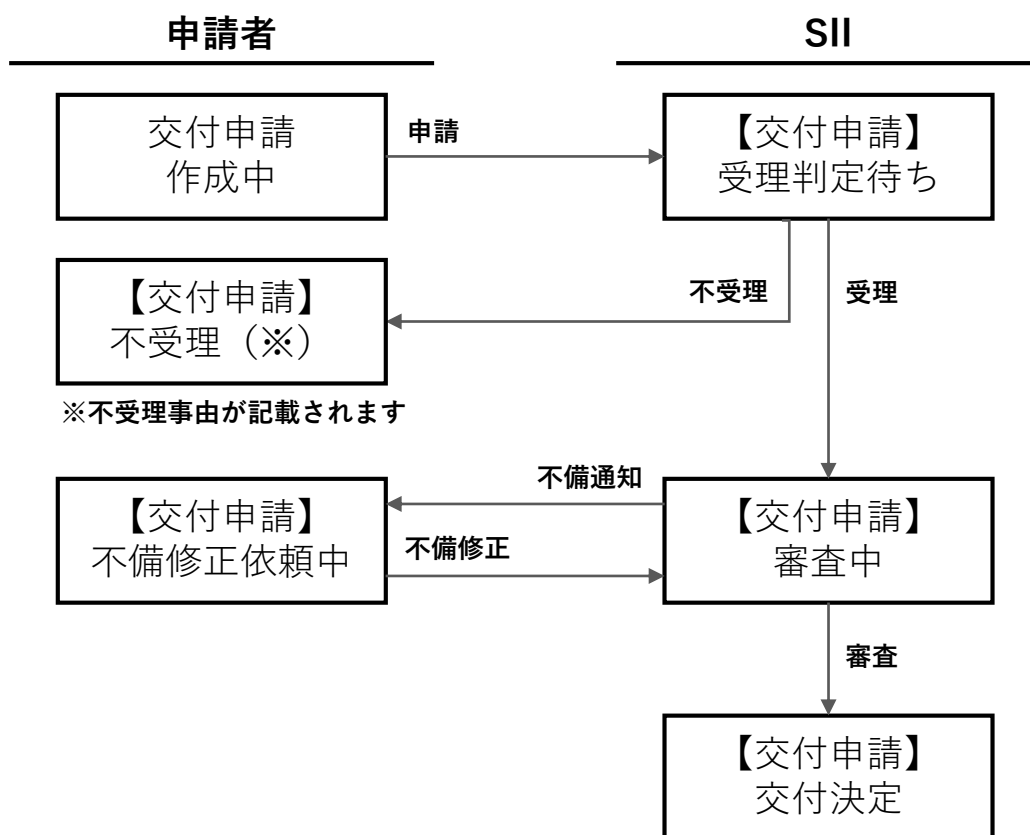 申請者
SII
交付申請
作成中
申請
【交付申請】
受理判定待ち
不受理
受理
【交付申請】
不受理（※）
※不受理事由が記載されます
不備通知
【交付申請】
不備修正依頼中
不備修正
【交付申請】
審査中
審査
【交付申請】
交付決定